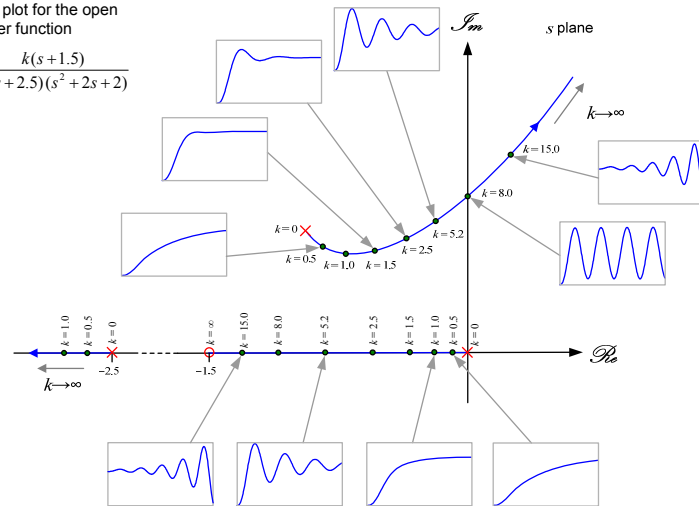 plot for the open
er function
k(s+1.5)
+2.5)(s²+2s+2)
ℐm
s plane
k→∞
k=15.0
k=8.0
k=5.2
k=2.5
k=1.5
k=1.0
k=0.5
k=0
k=1.0
k=0.5
k=0
k=∞
k=15.0
k=8.0
k=5.2
k=2.5
k=1.5
k=1.0
k=0.5
k=0
ℛe
−2.5
−1.5
k→∞